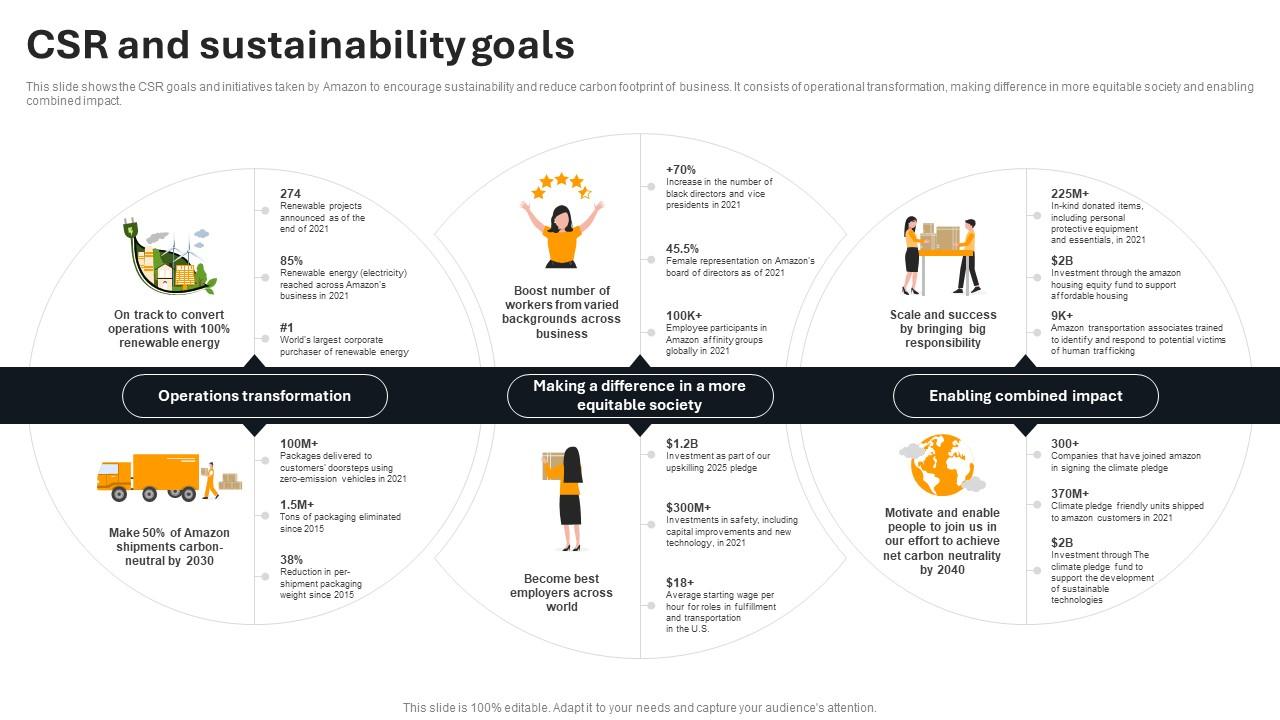 CSR and sustainability goals
This slide shows the CSR goals and initiatives taken by Amazon to encourage sustainability and reduce carbon footprint of business. It consists of operational transformation, making difference in more equitable society and enabling
combined impact.
On track to convert
operations with 100%
renewable energy
274
Renewable projects
announced as of the
end of 2021
85%
Renewable energy (electricity)
reached across Amazon's
business in 2021
#1
World's largest corporate
purchaser of renewable energy
Boost number of
workers from varied
backgrounds across
business
+70%
Increase in the number of
black directors and vice
presidents in 2021
45.5%
Female representation on Amazon's
board of directors as of 2021
100K+
Employee participants in
Amazon affinity groups
globally in 2021
Scale and success
by bringing big
responsibility
225M+
In-kind donated items,
including personal
protective equipment
and essentials, in 2021
$2B
Investment through the amazon
housing equity fund to support
affordable housing
9K+
Amazon transportation associates trained
to identify and respond to potential victims
of human trafficking
Operations transformation
Making a difference in a more
equitable society
Enabling combined impact
Make 50% of Amazon
shipments carbon-
neutral by 2030
100M+
Packages delivered to
customers' doorsteps using
zero-emission vehicles in 2021
1.5M+
Tons of packaging eliminated
since 2015
38%
Reduction in per-
shipment packaging
weight since 2015
Become best
employers across
world
$1.2B
Investment as part of our
upskilling 2025 pledge
$300M+
Investments in safety, including
capital improvements and new
technology, in 2021
$18+
Average starting wage per
hour for roles in fulfillment
and transportation
in the U.S.
Motivate and enable
people to join us in
our effort to achieve
net carbon neutrality
by 2040
300+
Companies that have joined amazon
in signing the climate pledge
370M+
Climate pledge friendly units shipped
to amazon customers in 2021
$2B
Investment through The
climate pledge fund to
support the development
of sustainable
technologies
This slide is 100% editable. Adapt it to your needs and capture your audience's attention.